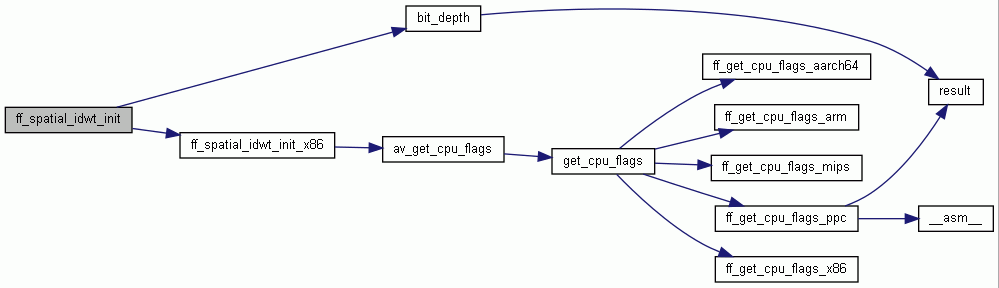 bit_depth
ff_get_cpu_flags_aarch64
result
ff_spatial_idwt_init
ff_get_cpu_flags_arm
ff_spatial_idwt_init_x86
av_get_cpu_flags
get_cpu_flags
ff_get_cpu_flags_mips
ff_get_cpu_flags_ppc
__asm__
ff_get_cpu_flags_x86